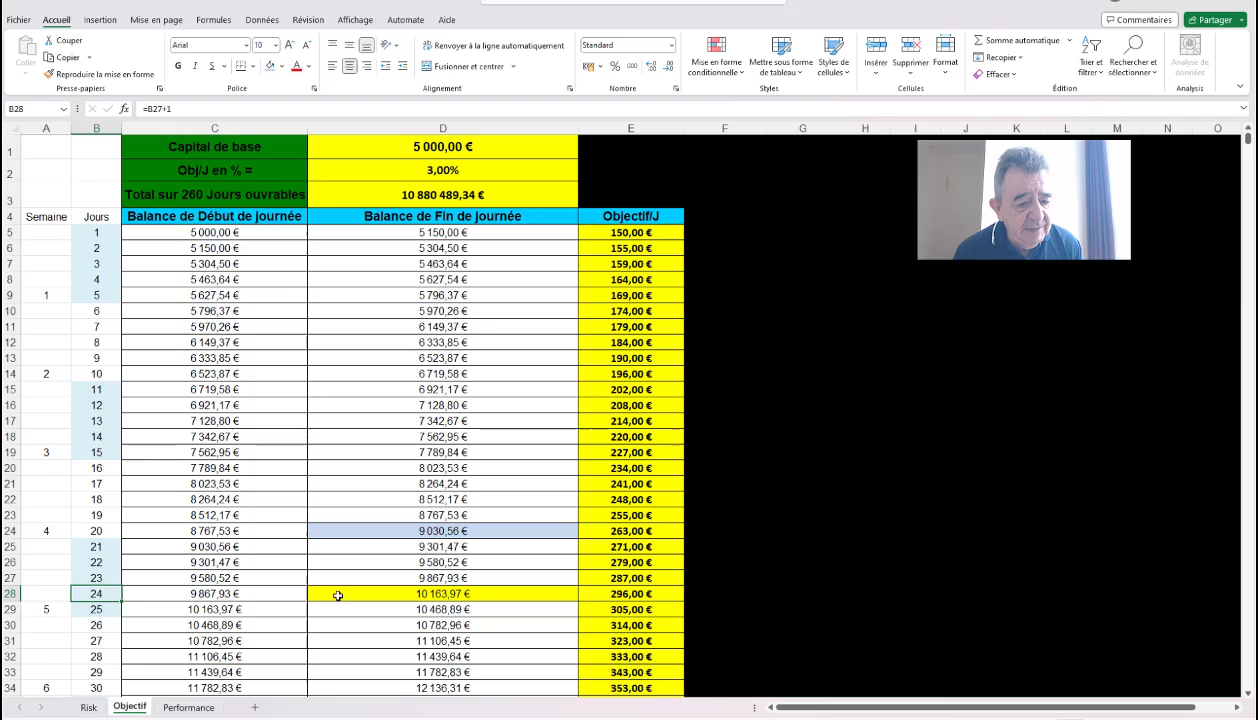 Fichier Accueil Insertion Mise en page Formules Données Révision Affichage Automate Aide Commentaires Partager
Coller Couper Copier Reproduire la mise en forme Presse-papiers
Arial 10 G I S A Police
Renvoyer à la ligne automatiquement Fusionner et centrer Alignement
Standard % 000 Nombre
Mise en forme conditionnelle Mettre sous forme de tableau Styles de cellules Styles
Insérer Supprimer Format Cellules
Somme automatique Recopier Effacer Trier et filtrer Rechercher et sélectionner Édition
Analyse de données Analysis
B28 fx =B27+1
A B C D E F G H I J K L M N O
1 Capital de base 5 000,00 €
2 Obj/J en % = 3,00%
3 Total sur 260 Jours ouvrables 10 880 489,34 €
4 Semaine Jours Balance de Début de journée Balance de Fin de journée Objectif/J
5 1 5 000,00 € 5 150,00 € 150,00 €
6 2 5 150,00 € 5 304,50 € 155,00 €
7 3 5 304,50 € 5 463,64 € 159,00 €
8 4 5 463,64 € 5 627,54 € 164,00 €
9 1 5 5 627,54 € 5 796,37 € 169,00 €
10 6 5 796,37 € 5 970,26 € 174,00 €
11 7 5 970,26 € 6 149,37 € 179,00 €
12 8 6 149,37 € 6 333,85 € 184,00 €
13 9 6 333,85 € 6 523,87 € 190,00 €
14 2 10 6 523,87 € 6 719,58 € 196,00 €
15 11 6 719,58 € 6 921,17 € 202,00 €
16 12 6 921,17 € 7 128,80 € 208,00 €
17 13 7 128,80 € 7 342,67 € 214,00 €
18 14 7 342,67 € 7 562,95 € 220,00 €
19 3 15 7 562,95 € 7 789,84 € 227,00 €
20 16 7 789,84 € 8 023,53 € 234,00 €
21 17 8 023,53 € 8 264,24 € 241,00 €
22 18 8 264,24 € 8 512,17 € 248,00 €
23 19 8 512,17 € 8 767,53 € 255,00 €
24 4 20 8 767,53 € 9 030,56 € 263,00 €
25 21 9 030,56 € 9 301,47 € 271,00 €
26 22 9 301,47 € 9 580,52 € 279,00 €
27 23 9 580,52 € 9 867,93 € 287,00 €
28 24 9 867,93 € 10 163,97 € 296,00 €
29 5 25 10 163,97 € 10 468,89 € 305,00 €
30 26 10 468,89 € 10 782,96 € 314,00 €
31 27 10 782,96 € 11 106,45 € 323,00 €
32 28 11 106,45 € 11 439,64 € 333,00 €
33 29 11 439,64 € 11 782,83 € 343,00 €
34 6 30 11 782,83 € 12 136,31 € 353,00 €
Risk Objectif Performance